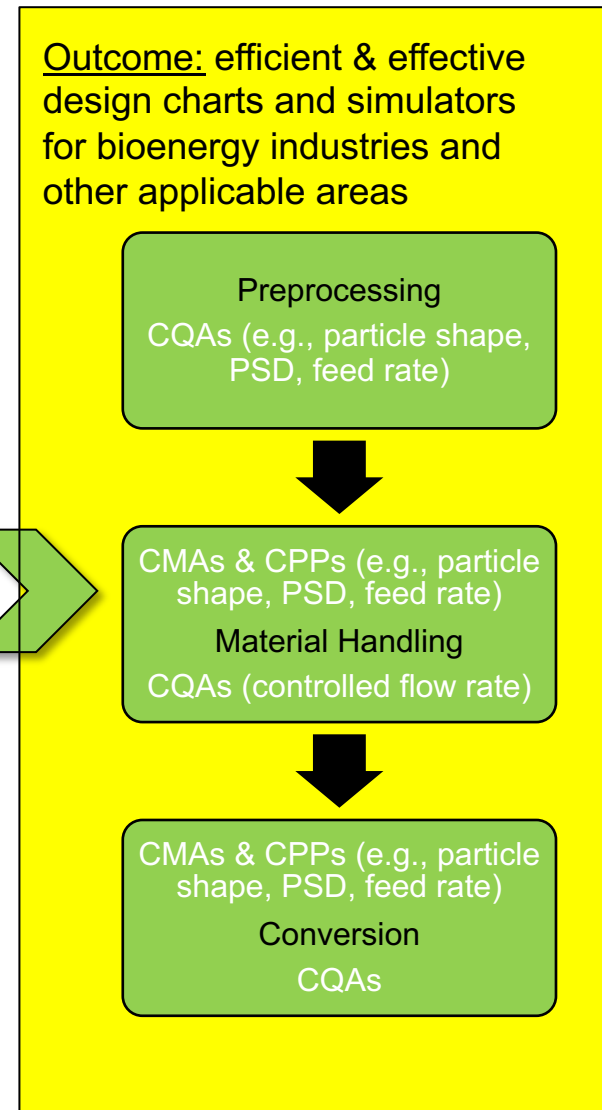 Outcome: efficient & effective
design charts and simulators
for bioenergy industries and
other applicable areas
Preprocessing
CQAs (e.g., particle shape,
PSD, feed rate)
CMAs & CPPs (e.g., particle
shape, PSD, feed rate)
Material Handling
CQAs (controlled flow rate)
CMAs & CPPs (e.g., particle
shape, PSD, feed rate)
Conversion
CQAs